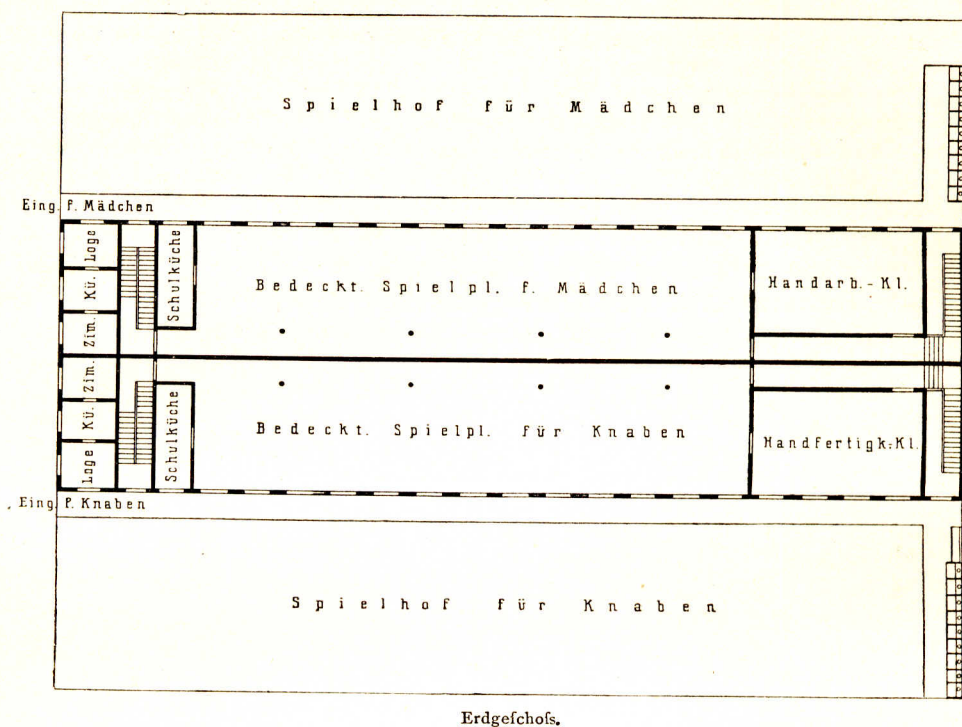 Spielhof für Mädchen
Eing. f. Mädchen
Loge
Kü.
Zim.
Schulküche
Bedeckt. Spielpl. f. Mädchen
Handarb.-Kl.
Zim.
Kü.
Loge
Schulküche
Bedeckt. Spielpl. für Knaben
Handfertigk.-Kl.
Eing. f. Knaben
Spielhof für Knaben
Erdgeſchoſs.